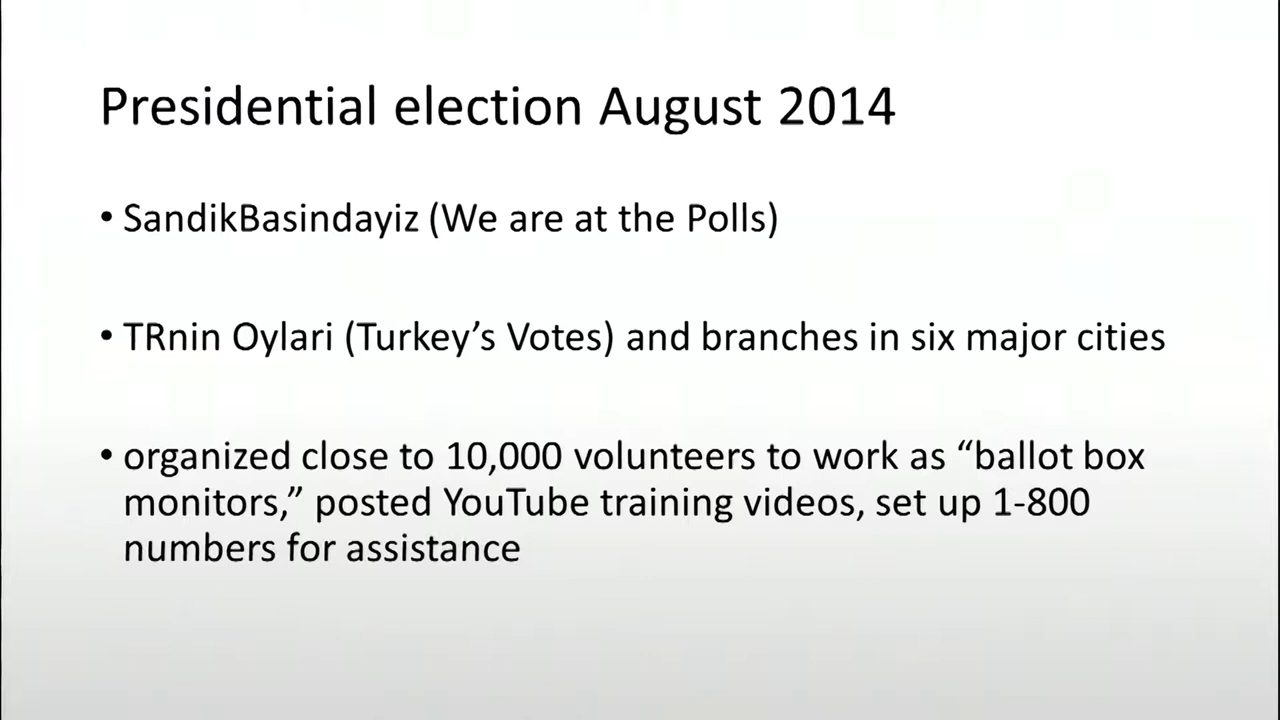 Presidential election August 2014
• SandikBasindayiz (We are at the Polls)
• TRnin Oylari (Turkey’s Votes) and branches in six major cities
• organized close to 10,000 volunteers to work as “ballot box
monitors,” posted YouTube training videos, set up 1-800
numbers for assistance